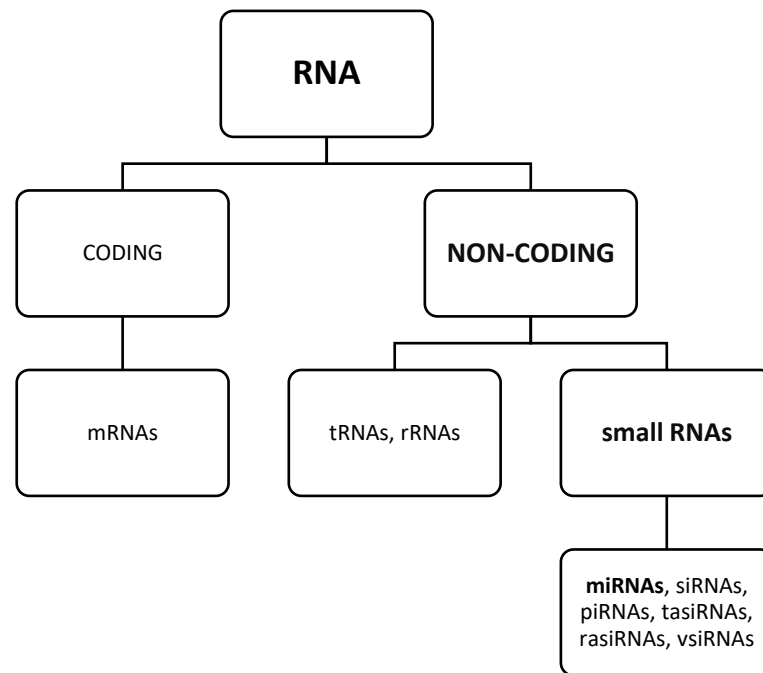 RNA
CODING
NON-CODING
mRNAs
tRNAs, rRNAs
small RNAs
miRNAs, siRNAs,
piRNAs, tasiRNAs,
rasiRNAs, vsiRNAs